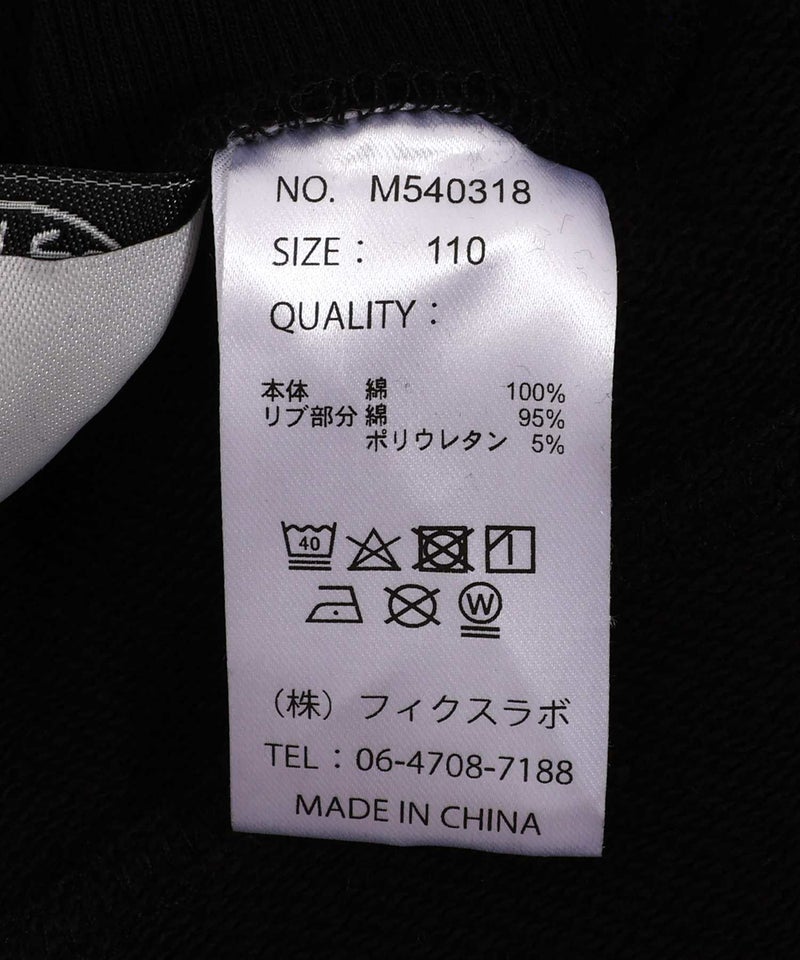 NO. M540318
SIZE： 110
QUALITY：
本体 綿 100%
リブ部分 綿 95%
ポリウレタン 5%
40
W
（株）フィクスラボ
TEL：06-4708-7188
MADE IN CHINA